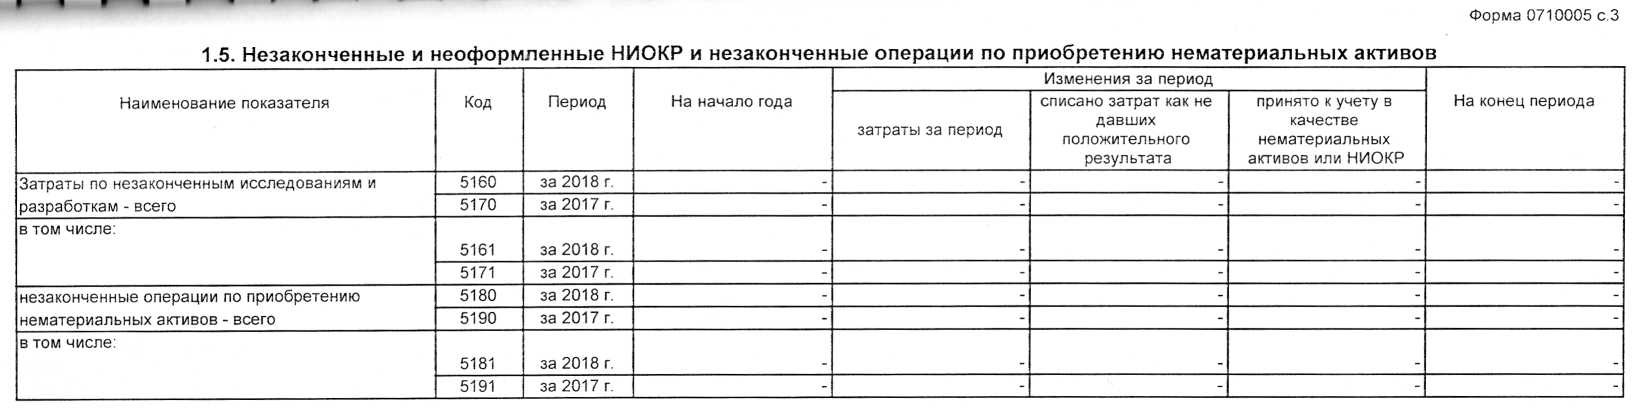 Форма 0710005 с.3
1.5. Незаконченные и неоформленные НИОКР и незаконченные операции по приобретению нематериальных активов
Наименование показателя Код Период На начало года Изменения за период На конец периода
затраты за период списано затрат как не давших положительного результата принято к учету в качестве нематериальных активов или НИОКР
Затраты по незаконченным исследованиям и разработкам - всего 5160 за 2018 г. - - - - -
5170 за 2017 г. - - - - -
в том числе:
5161 за 2018 г. - - - - -
5171 за 2017 г. - - - - -
незаконченные операции по приобретению нематериальных активов - всего 5180 за 2018 г. - - - - -
5190 за 2017 г. - - - - -
в том числе:
5181 за 2018 г. - - - - -
5191 за 2017 г. - - - - -